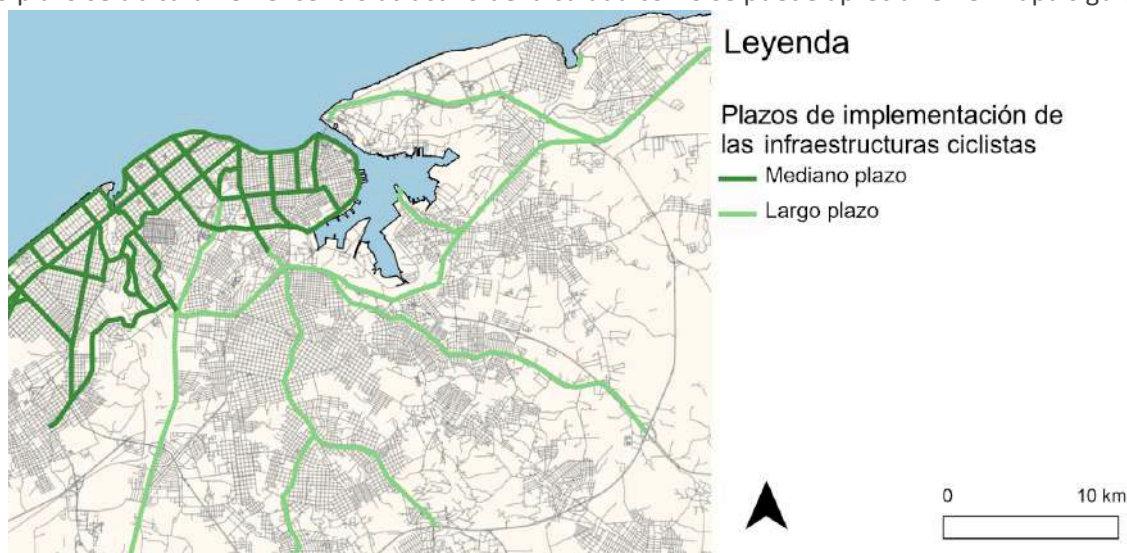 Leyenda
Plazos de implementación de
las infraestructuras ciclistas
Mediano plazo
Largo plazo
0 10 km